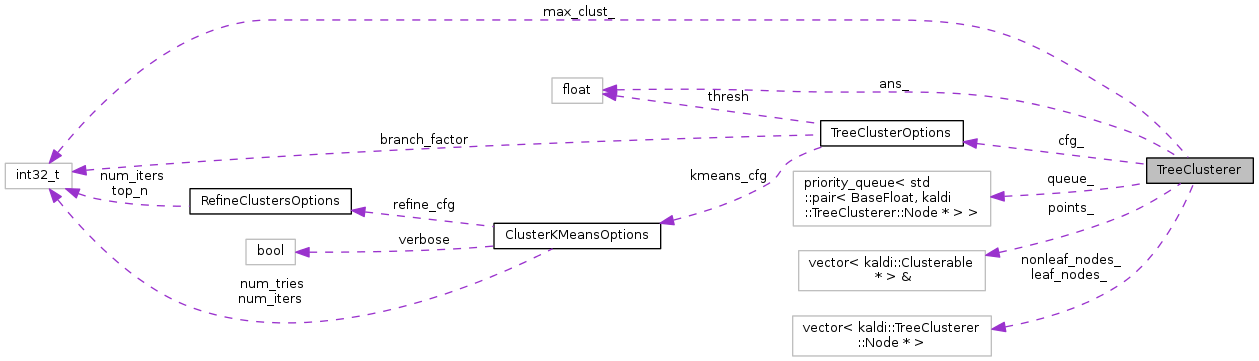 max_clust_
float
ans_
thresh
TreeClusterOptions
branch_factor
cfg_
TreeClusterer
int32_t
num_iters
top_n
kmeans_cfg
queue_
priority_queue< std
::pair< BaseFloat, kaldi
::TreeClusterer::Node * > >
RefineClustersOptions
refine_cfg
points_
ClusterKMeansOptions
verbose
bool
vector< kaldi::Clusterable
* > &
nonleaf_nodes_
leaf_nodes_
num_tries
num_iters
vector< kaldi::TreeClusterer
::Node * >